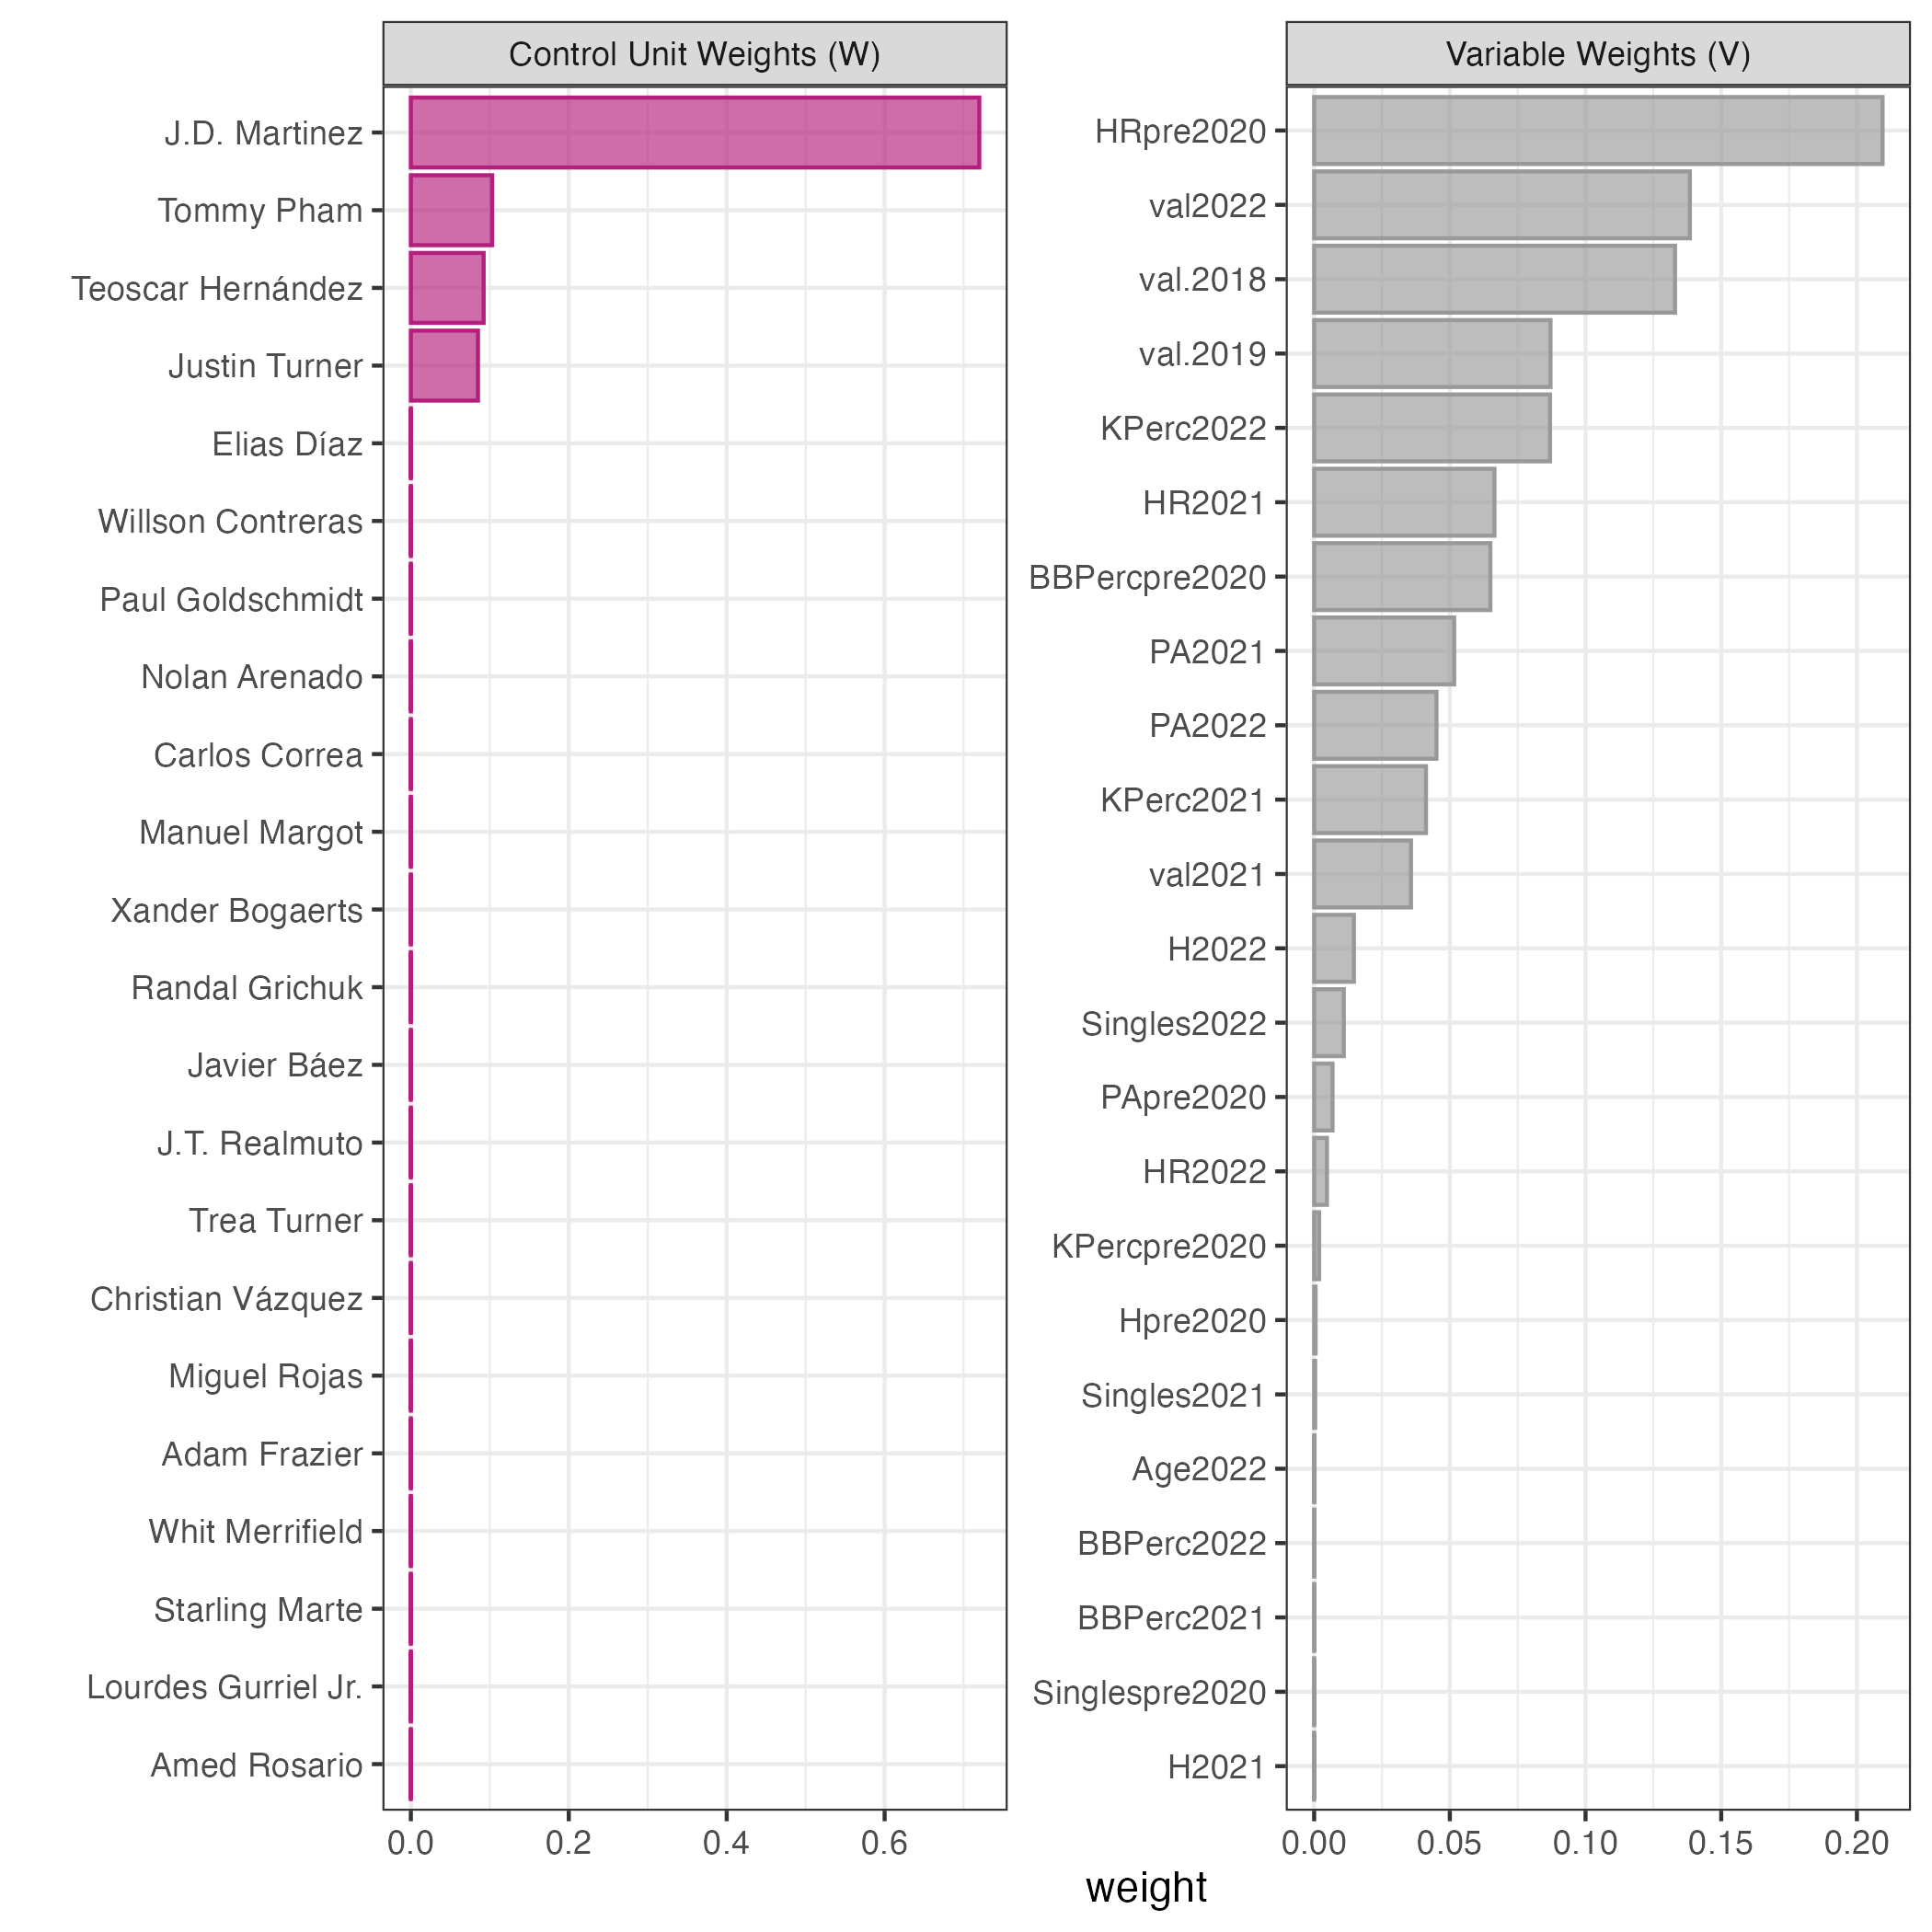 Control Unit Weights (W)
J.D. Martinez
Tommy Pham
Teoscar Hernández
Justin Turner
Elias Díaz
Willson Contreras
Paul Goldschmidt
Nolan Arenado
Carlos Correa
Manuel Margot
Xander Bogaerts
Randal Grichuk
Javier Báez
J.T. Realmuto
Trea Turner
Christian Vázquez
Miguel Rojas
Adam Frazier
Whit Merrifield
Starling Marte
Lourdes Gurriel Jr.
Amed Rosario
0.0 0.2 0.4 0.6
Variable Weights (V)
HRpre2020
val2022
val.2018
val.2019
KPerc2022
HR2021
BBPercpre2020
PA2021
PA2022
KPerc2021
val2021
H2022
Singles2022
PApre2020
HR2022
KPercpre2020
Hpre2020
Singles2021
Age2022
BBPerc2022
BBPerc2021
Singlespre2020
H2021
0.00 0.05 0.10 0.15 0.20
weight